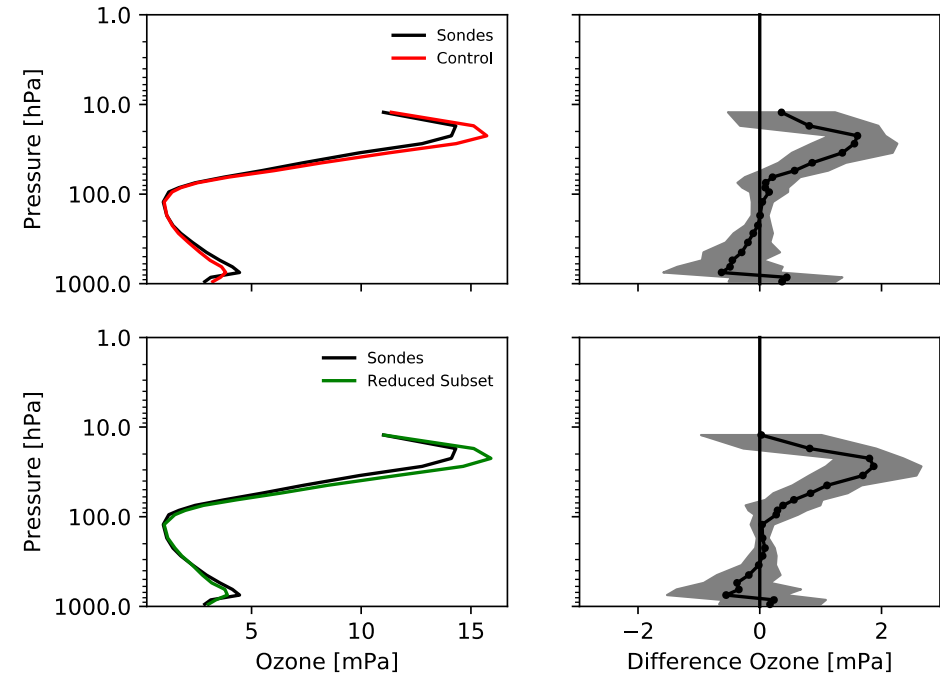 1.0
10.0
100.0
1000.0
Pressure [hPa]
Sondes
Control
1.0
10.0
100.0
1000.0
Pressure [hPa]
Sondes
Reduced Subset
5
10
15
Ozone [mPa]
−2
0
2
Difference Ozone [mPa]